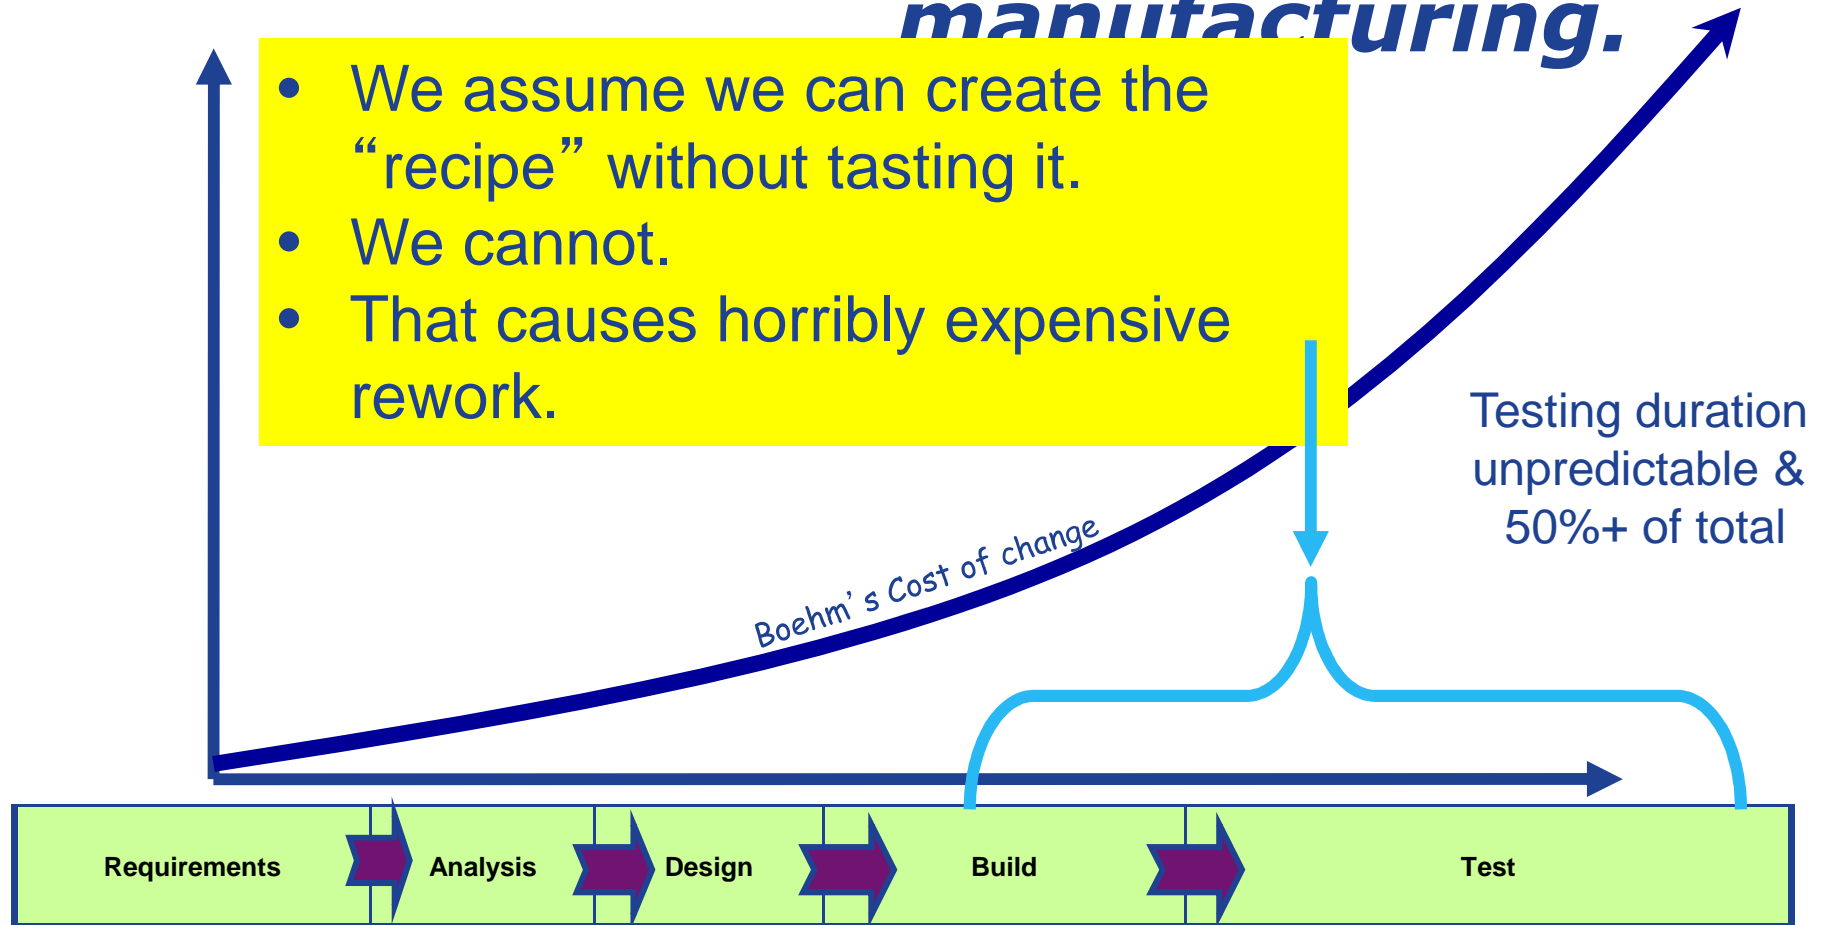 manufacturing.
• We assume we can create the
“recipe” without tasting it.
• We cannot.
• That causes horribly expensive
rework.
Testing duration
unpredictable &
50%+ of total
Boehm’s Cost of change
Requirements
Analysis
Design
Build
Test